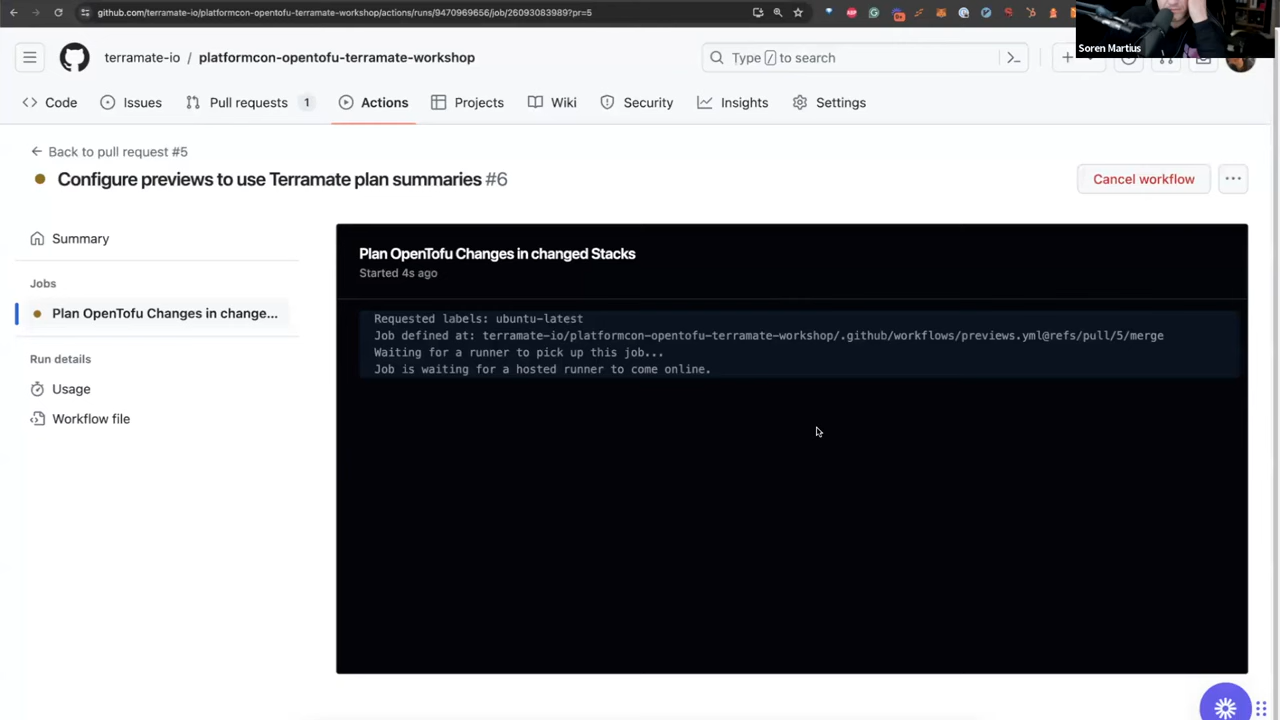 github.com/terramate-io/platformcon-opentofu-terramate-workshop/actions/runs/9470969656/job/26093083989?pr=5
Soren Martius
terramate-io / platformcon-opentofu-terramate-workshop
Type / to search
Code
Issues
Pull requests 1
Actions
Projects
Wiki
Security
Insights
Settings
Back to pull request #5
Configure previews to use Terramate plan summaries #6
Cancel workflow
Summary
Jobs
Plan OpenTofu Changes in change...
Run details
Usage
Workflow file
Plan OpenTofu Changes in changed Stacks
Started 4s ago
Requested labels: ubuntu-latest
Job defined at: terramate-io/platformcon-opentofu-terramate-workshop/.github/workflows/previews.yml@refs/pull/5/merge
Waiting for a runner to pick up this job...
Job is waiting for a hosted runner to come online.